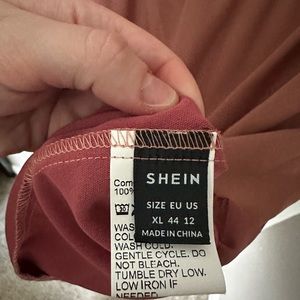 SHEIN
SIZE EU US
XL 44 12
MADE IN CHINA
100%
WASH COLD.
GENTLE CYCLE. DO
NOT BLEACH.
TUMBLE DRY LOW.
LOW IRON IF
NEEDED